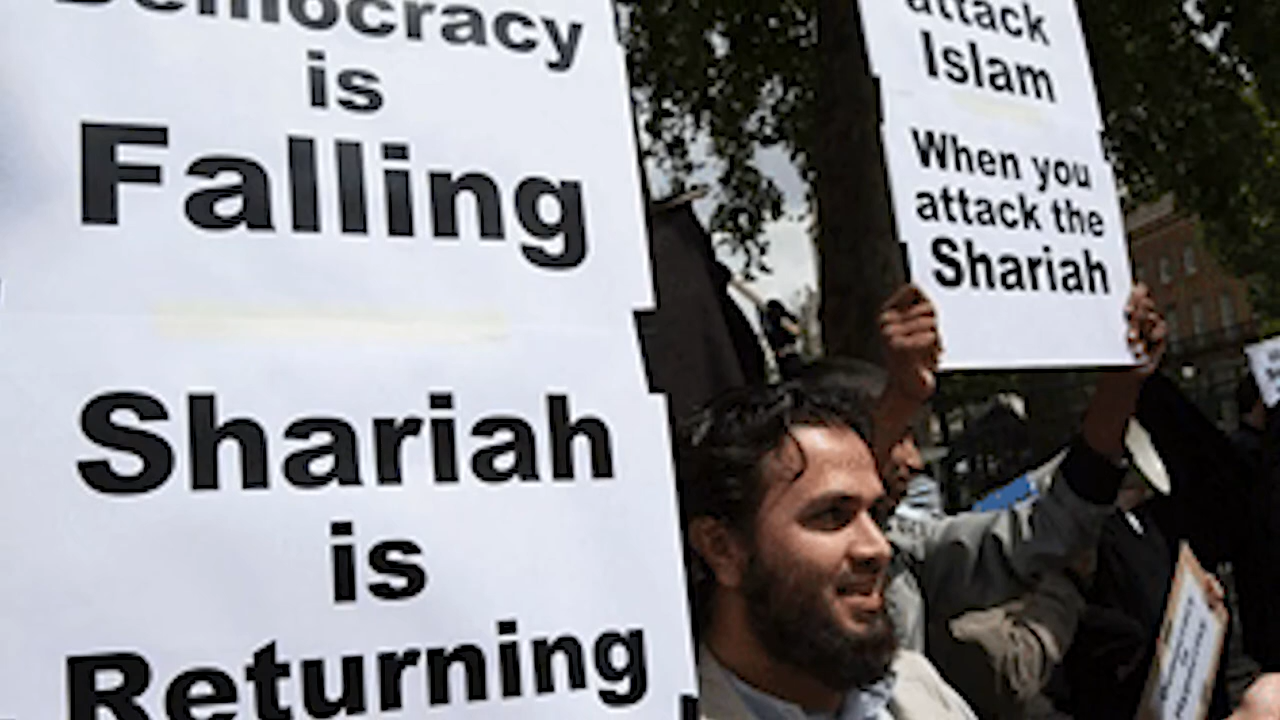 Democracy
is
Falling
Shariah
is
Returning
attack
Islam
When you
attack the
Shariah